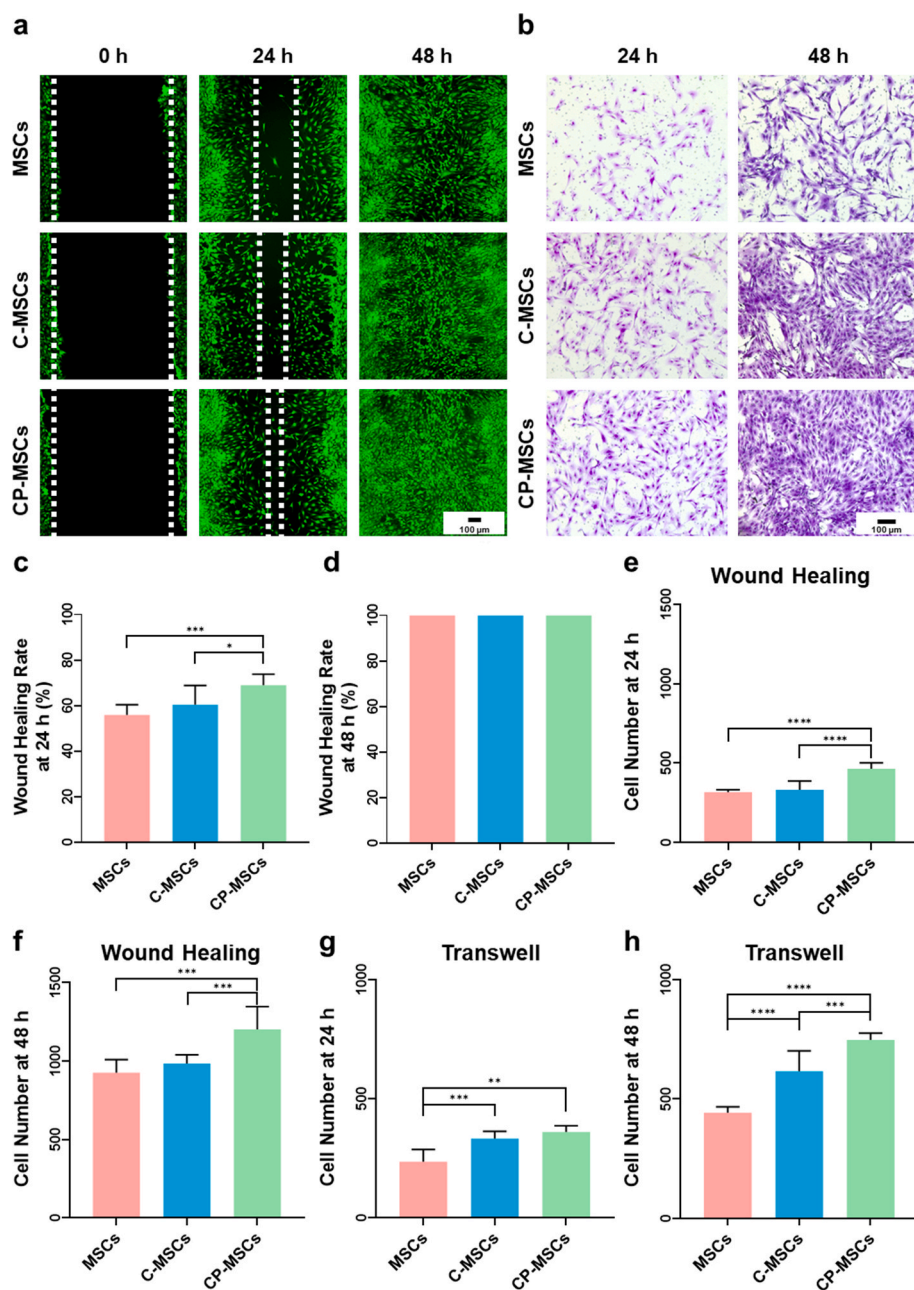 a
0 h
24 h
48 h
MSCs
C-MSCs
CP-MSCs
100 μm
b
24 h
48 h
MSCs
C-MSCs
CP-MSCs
100 μm
c
Wound Healing Rate
at 24 h (%)
100
80
60
40
20
0
***
*
MSCs
C-MSCs
CP-MSCs
d
Wound Healing Rate
at 48 h (%)
100
80
60
40
20
0
MSCs
C-MSCs
CP-MSCs
e
Wound Healing
Cell Number at 24 h
1500
1000
500
0
****
****
MSCs
C-MSCs
CP-MSCs
f
Wound Healing
Cell Number at 48 h
1500
1000
500
0
***
***
MSCs
C-MSCs
CP-MSCs
g
Transwell
Cell Number at 24 h
1000
500
0
**
***
MSCs
C-MSCs
CP-MSCs
h
Transwell
Cell Number at 48 h
1000
500
0
****
****
***
MSCs
C-MSCs
CP-MSCs